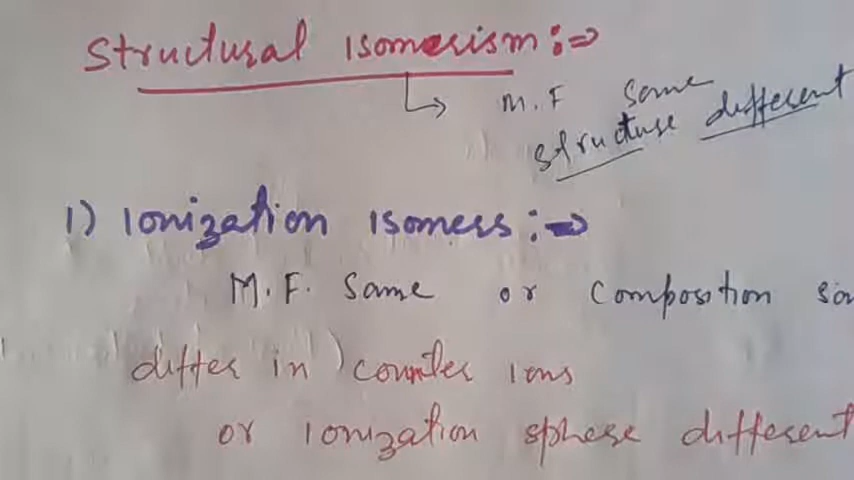 Structural Isomerism :⇒
M.F Same
structure different
1) Ionization Isomers :⇒
M.F. Same or Composition
differ in counter ions
or Ionization sphere different